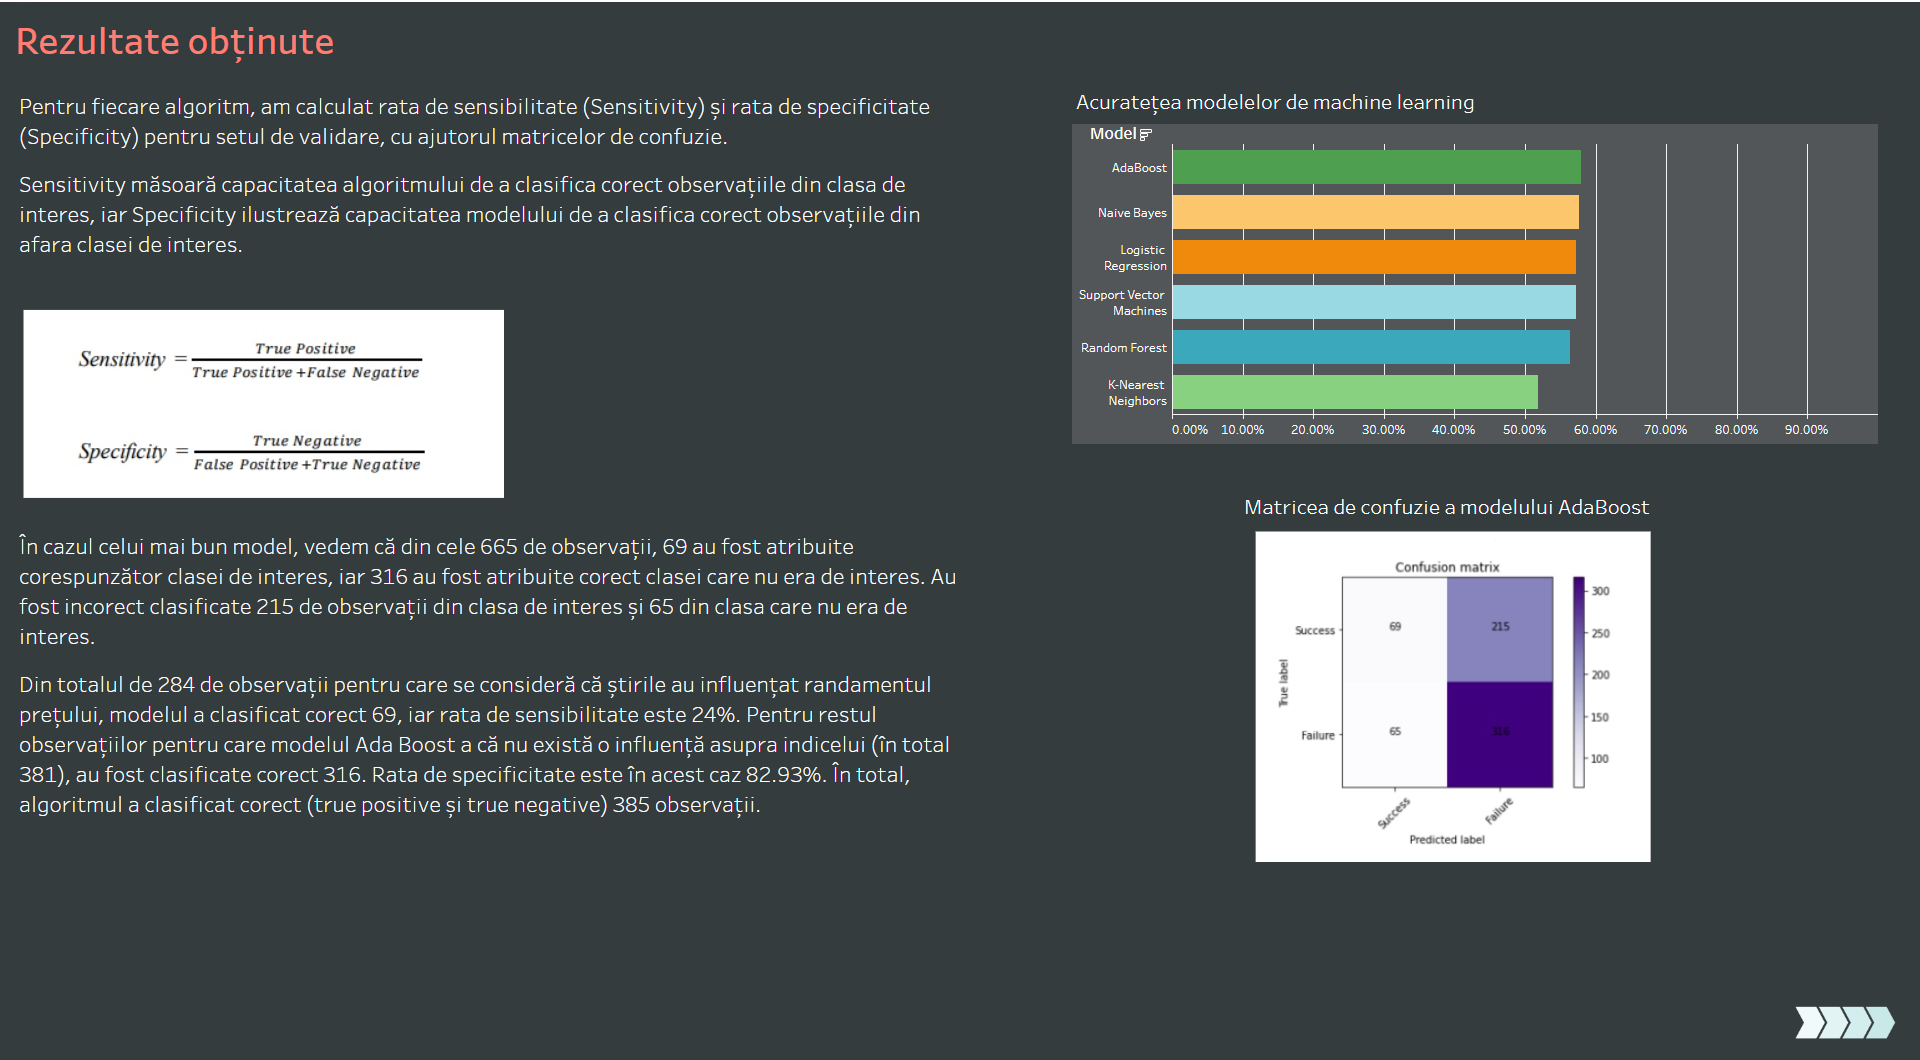 Rezultate obținute
Pentru fiecare algoritm, am calculat rata de sensibilitate (Sensitivity) și rata de specificitate
(Specificity) pentru setul de validare, cu ajutorul matricelor de confuzie.
Sensitivity măsoară capacitatea algoritmului de a clasifica corect observațiile din clasa de
interes, iar Specificity ilustrează capacitatea modelului de a clasifica corect observațiile din
afara clasei de interes.
Sensitivity = True Positive
True Positive +False Negative
Specificity = True Negative
False Positive +True Negative
În cazul celui mai bun model, vedem că din cele 665 de observații, 69 au fost atribuite
corespunzător clasei de interes, iar 316 au fost atribuite corect clasei care nu era de interes. Au
fost incorect clasificate 215 de observații din clasa de interes și 65 din clasa care nu era de
interes.
Din totalul de 284 de observații pentru care se consideră că știrile au influențat randamentul
prețului, modelul a clasificat corect 69, iar rata de sensibilitate este 24%. Pentru restul
observațiilor pentru care modelul Ada Boost a că nu există o influență asupra indicelui (în total
381), au fost clasificate corect 316. Rata de specificitate este în acest caz 82.93%. În total,
algoritmul a clasificat corect (true positive și true negative) 385 observații.
Acuratețea modelelor de machine learning
Model
AdaBoost
Naive Bayes
Logistic
Regression
Support Vector
Machines
Random Forest
K-Nearest
Neighbors
0.00% 10.00% 20.00% 30.00% 40.00% 50.00% 60.00% 70.00% 80.00% 90.00%
Matricea de confuzie a modelului AdaBoost
Confusion matrix
Success 69 215
Failure 65 316
True label
Success Failure
Predicted label
300
250
200
150
100